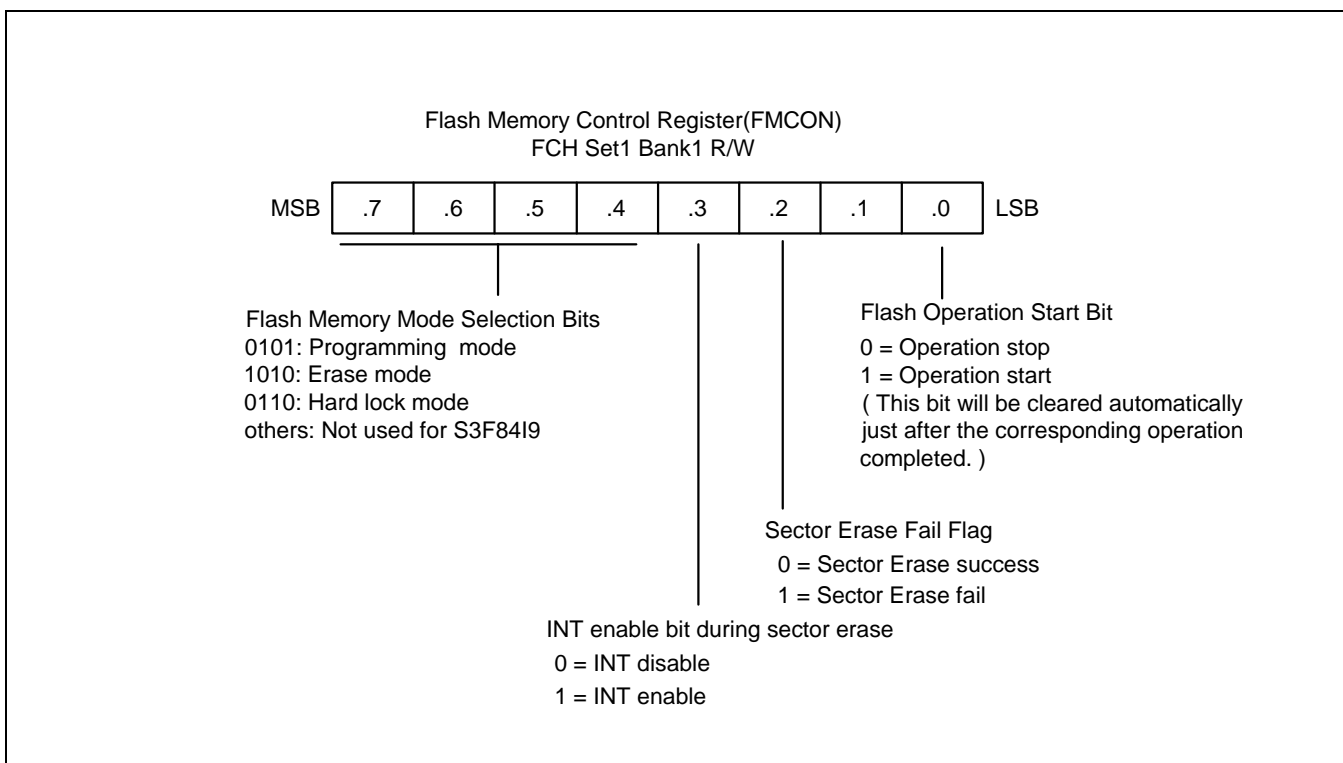 Flash Memory Control Register(FMCON)
FCH Set1 Bank1 R/W
MSB .7 .6 .5 .4 .3 .2 .1 .0 LSB
Flash Memory Mode Selection Bits
0101: Programming mode
1010: Erase mode
0110: Hard lock mode
others: Not used for S3F84I9
Flash Operation Start Bit
0 = Operation stop
1 = Operation start
( This bit will be cleared automatically
just after the corresponding operation
completed. )
Sector Erase Fail Flag
0 = Sector Erase success
1 = Sector Erase fail
INT enable bit during sector erase
0 = INT disable
1 = INT enable